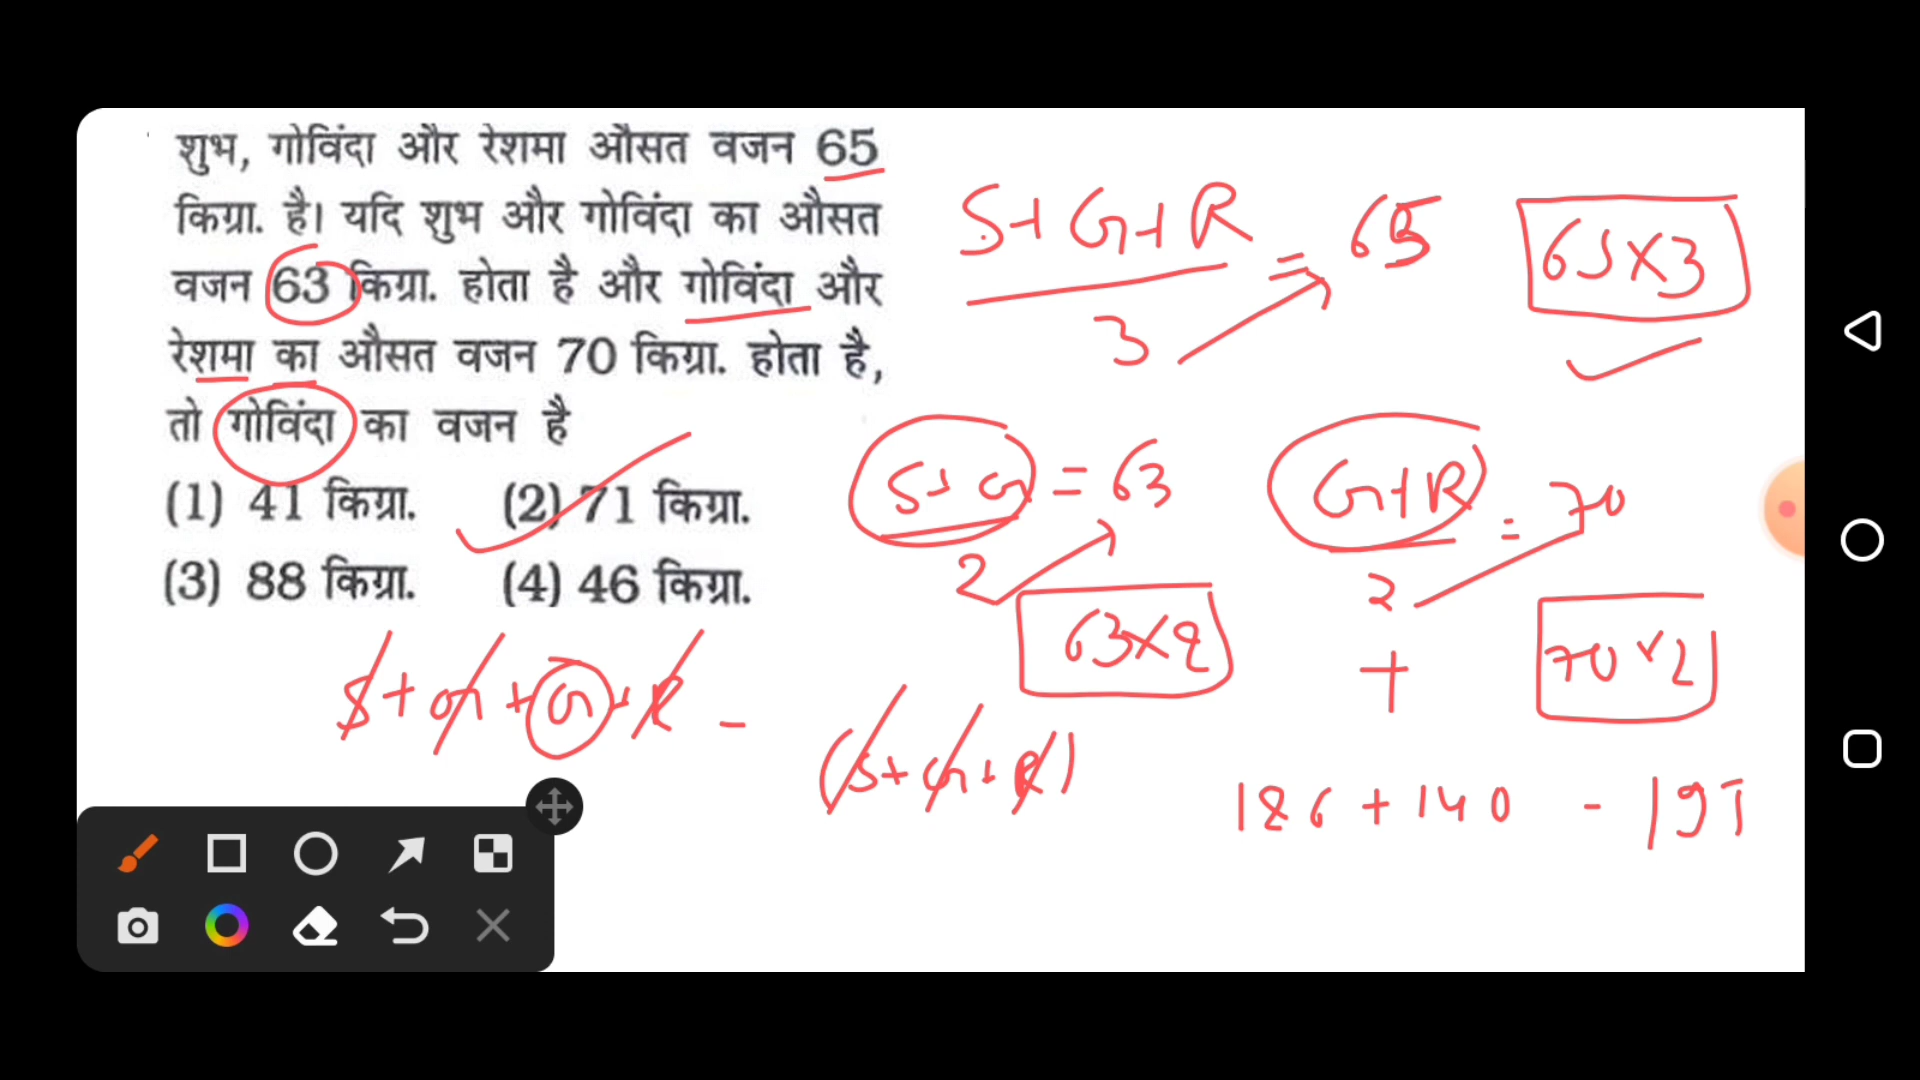 शुभ, गोविंदा और रेशमा औसत वजन 65
किग्रा. है। यदि शुभ और गोविंदा का औसत
वजन 63 किग्रा. होता है और गोविंदा और
रेशमा का औसत वजन 70 किग्रा. होता है,
तो गोविंदा का वजन है
(1) 41 किग्रा. (2) 71 किग्रा.
(3) 88 किग्रा. (4) 46 किग्रा.
S+G+R = 65
3
65×3
S+G = 63
2
63×2
G+R = 70
2
+
70×2
S+G+G+R -
(S+G+R)
126+140 - 195